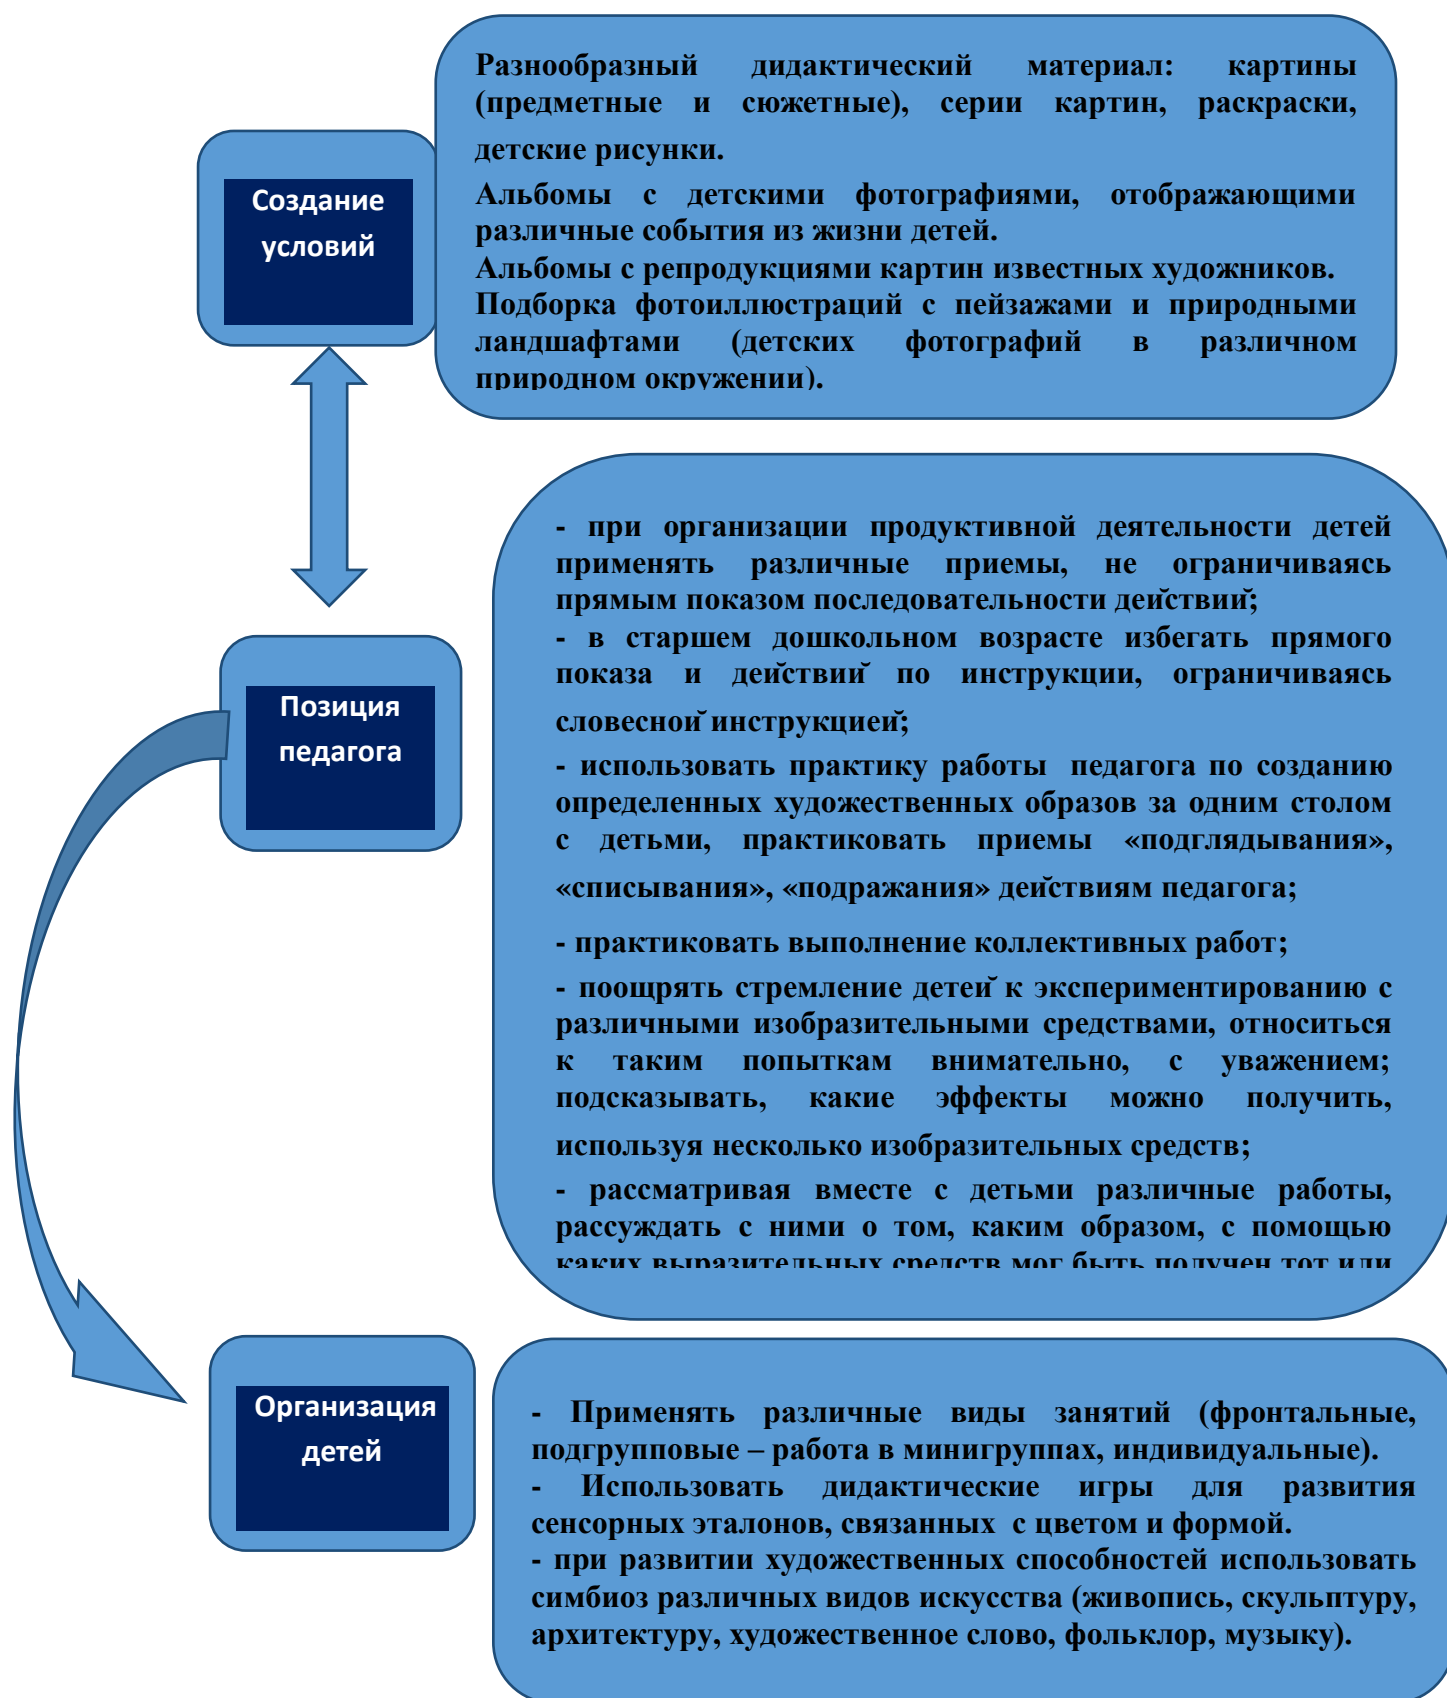 Создание
условий
Разнообразный дидактический материал: картины
(предметные и сюжетные), серии картин, раскраски,
детские рисунки.
Альбомы с детскими фотографиями, отображающими
различные события из жизни детей.
Альбомы с репродукциями картин известных художников.
Подборка фотоиллюстраций с пейзажами и природными
ландшафтами (детских фотографий в различном
природном окружении).
Позиция
педагога
- при организации продуктивной деятельности детей
применять различные приемы, не ограничиваясь
прямым показом последовательности действий;
- в старшем дошкольном возрасте избегать прямого
показа и действий по инструкции, ограничиваясь
словесной инструкцией;
- использовать практику работы педагога по созданию
определенных художественных образов за одним столом
с детьми, практиковать приемы «подглядывания»,
«списывания», «подражания» действиям педагога;
- практиковать выполнение коллективных работ;
- поощрять стремление детей к экспериментированию с
различными изобразительными средствами, относиться
к таким попыткам внимательно, с уважением;
подсказывать, какие эффекты можно получить,
используя несколько изобразительных средств;
- рассматривая вместе с детьми различные работы,
рассуждать с ними о том, каким образом, с помощью
каких выразительных средств мог быть получен тот или
Организация
детей
- Применять различные виды занятий (фронтальные,
подгрупповые – работа в минигруппах, индивидуальные).
- Использовать дидактические игры для развития
сенсорных эталонов, связанных с цветом и формой.
- при развитии художественных способностей использовать
симбиоз различных видов искусства (живопись, скульптуру,
архитектуру, художественное слово, фольклор, музыку).